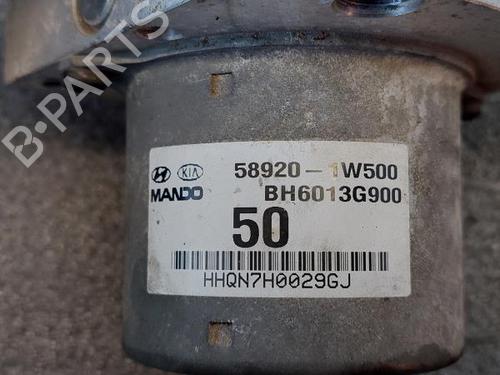 B-PARTS
KIA
58920-1W500
MANDO
BH6013G900
50
HHQN7H0029GJ